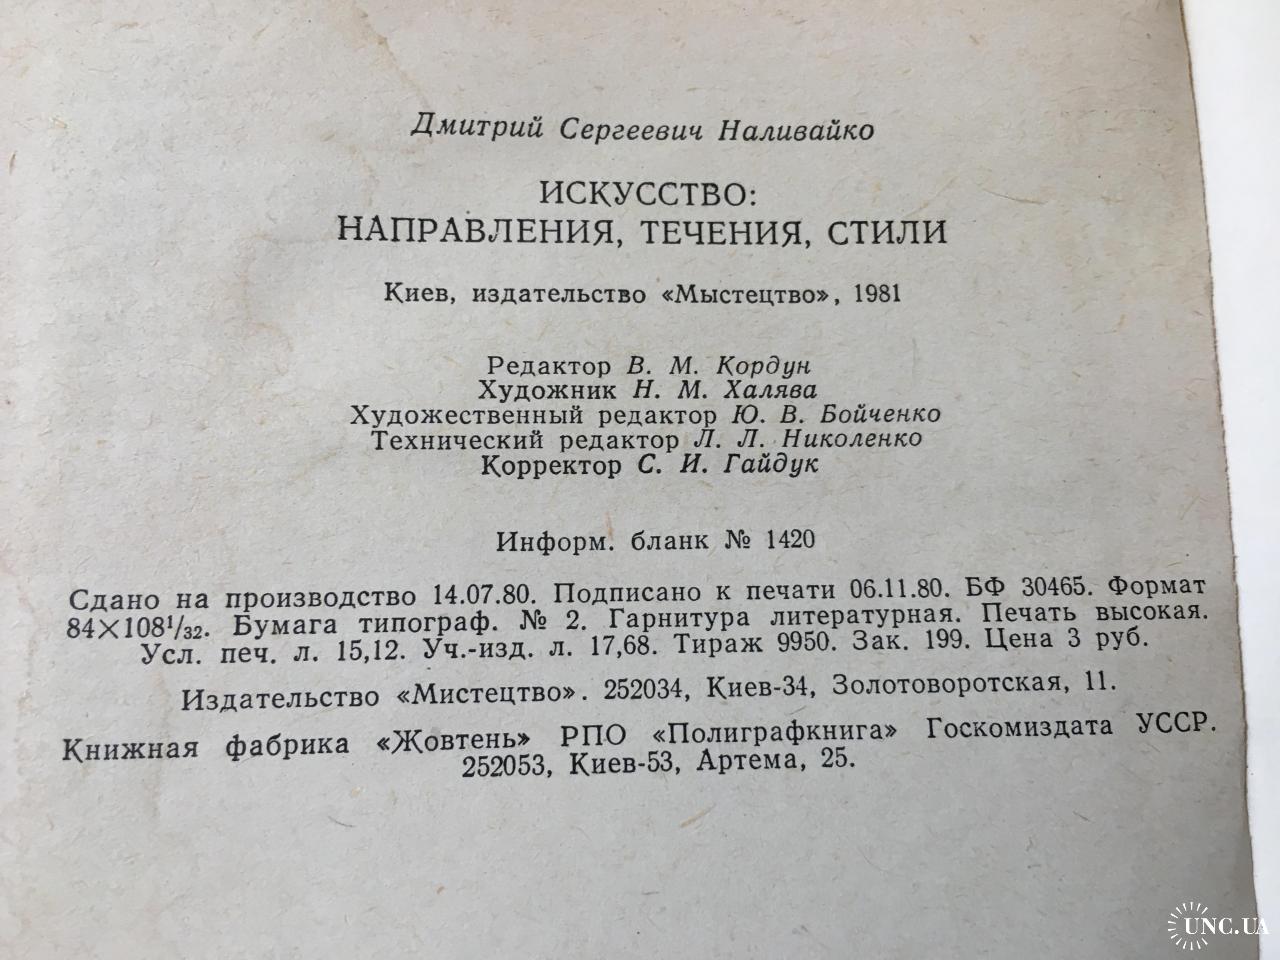 Дмитрий Сергеевич Наливайко
ИСКУССТВО:
НАПРАВЛЕНИЯ, ТЕЧЕНИЯ, СТИЛИ
Киев, издательство «Мыстецтво», 1981
Редактор В. М. Кордун
Художник Н. М. Халява
Художественный редактор Ю. В. Бойченко
Технический редактор Л. Л. Николенко
Корректор С. И. Гайдук
Информ. бланк № 1420
Сдано на производство 14.07.80. Подписано к печати 06.11.80. БФ 30465. Формат
84×108¹/₃₂. Бумага типограф. № 2. Гарнитура литературная. Печать высокая.
Усл. печ. л. 15,12. Уч.-изд. л. 17,68. Тираж 9950. Зак. 199. Цена 3 руб.
Издательство «Мистецтво». 252034, Киев-34, Золотоворотская, 11.
Книжная фабрика «Жовтень» РПО «Полиграфкнига» Госкомиздата УССР.
252053, Киев-53, Артема, 25.
UNC.UA